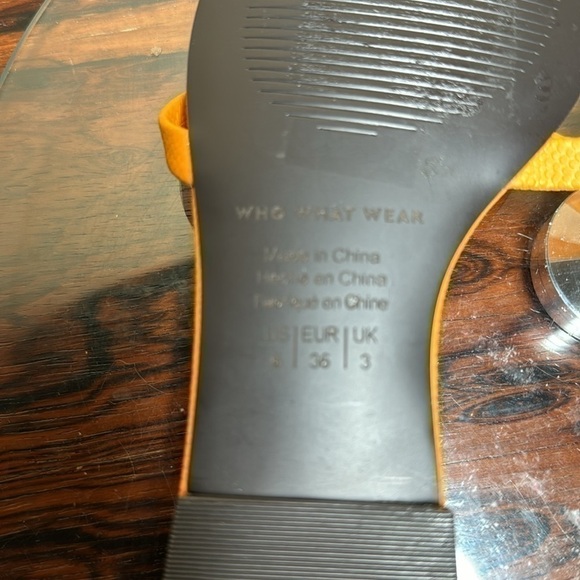 WHO WHAT WEAR
Made in China
Hecho en China
Fabriqué en Chine
US EUR UK
36 3